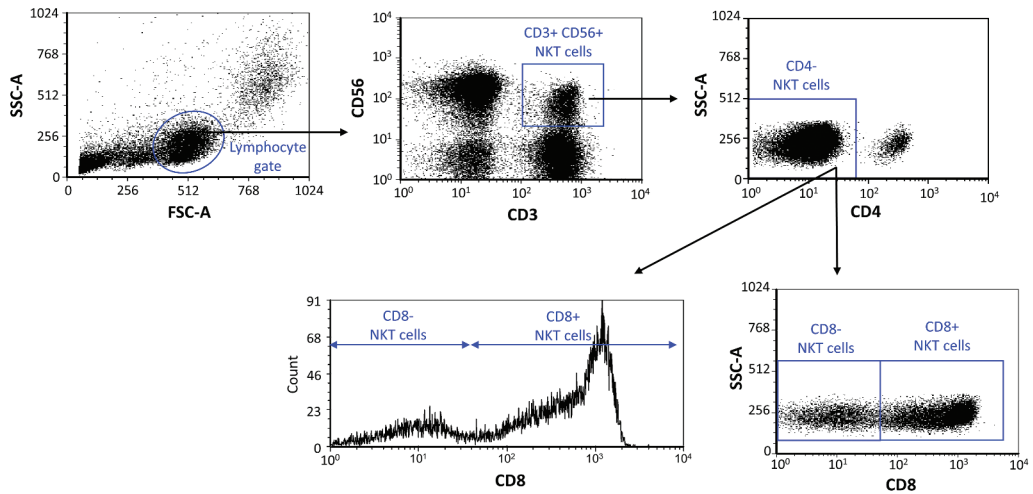 1024
768
512
256
0
SSC-A
0 256 512 768 1024
FSC-A
Lymphocyte
gate
10³
10²
10¹
10⁰
CD56
10⁴
CD3+ CD56+
NKT cells
10⁰ 10¹ 10² 10³ 10⁴
CD3
1024
768
512
256
0
SSC-A
CD4-
NKT cells
10⁰ 10¹ 10² 10³ 10⁴
CD4
91
68
46
23
0
Count
CD8-
NKT cells
CD8+
NKT cells
10⁰ 10¹ 10² 10³ 10⁴
CD8
1024
768
512
256
0
SSC-A
CD8-
NKT cells
CD8+
NKT cells
10⁰ 10¹ 10² 10³ 10⁴
CD8